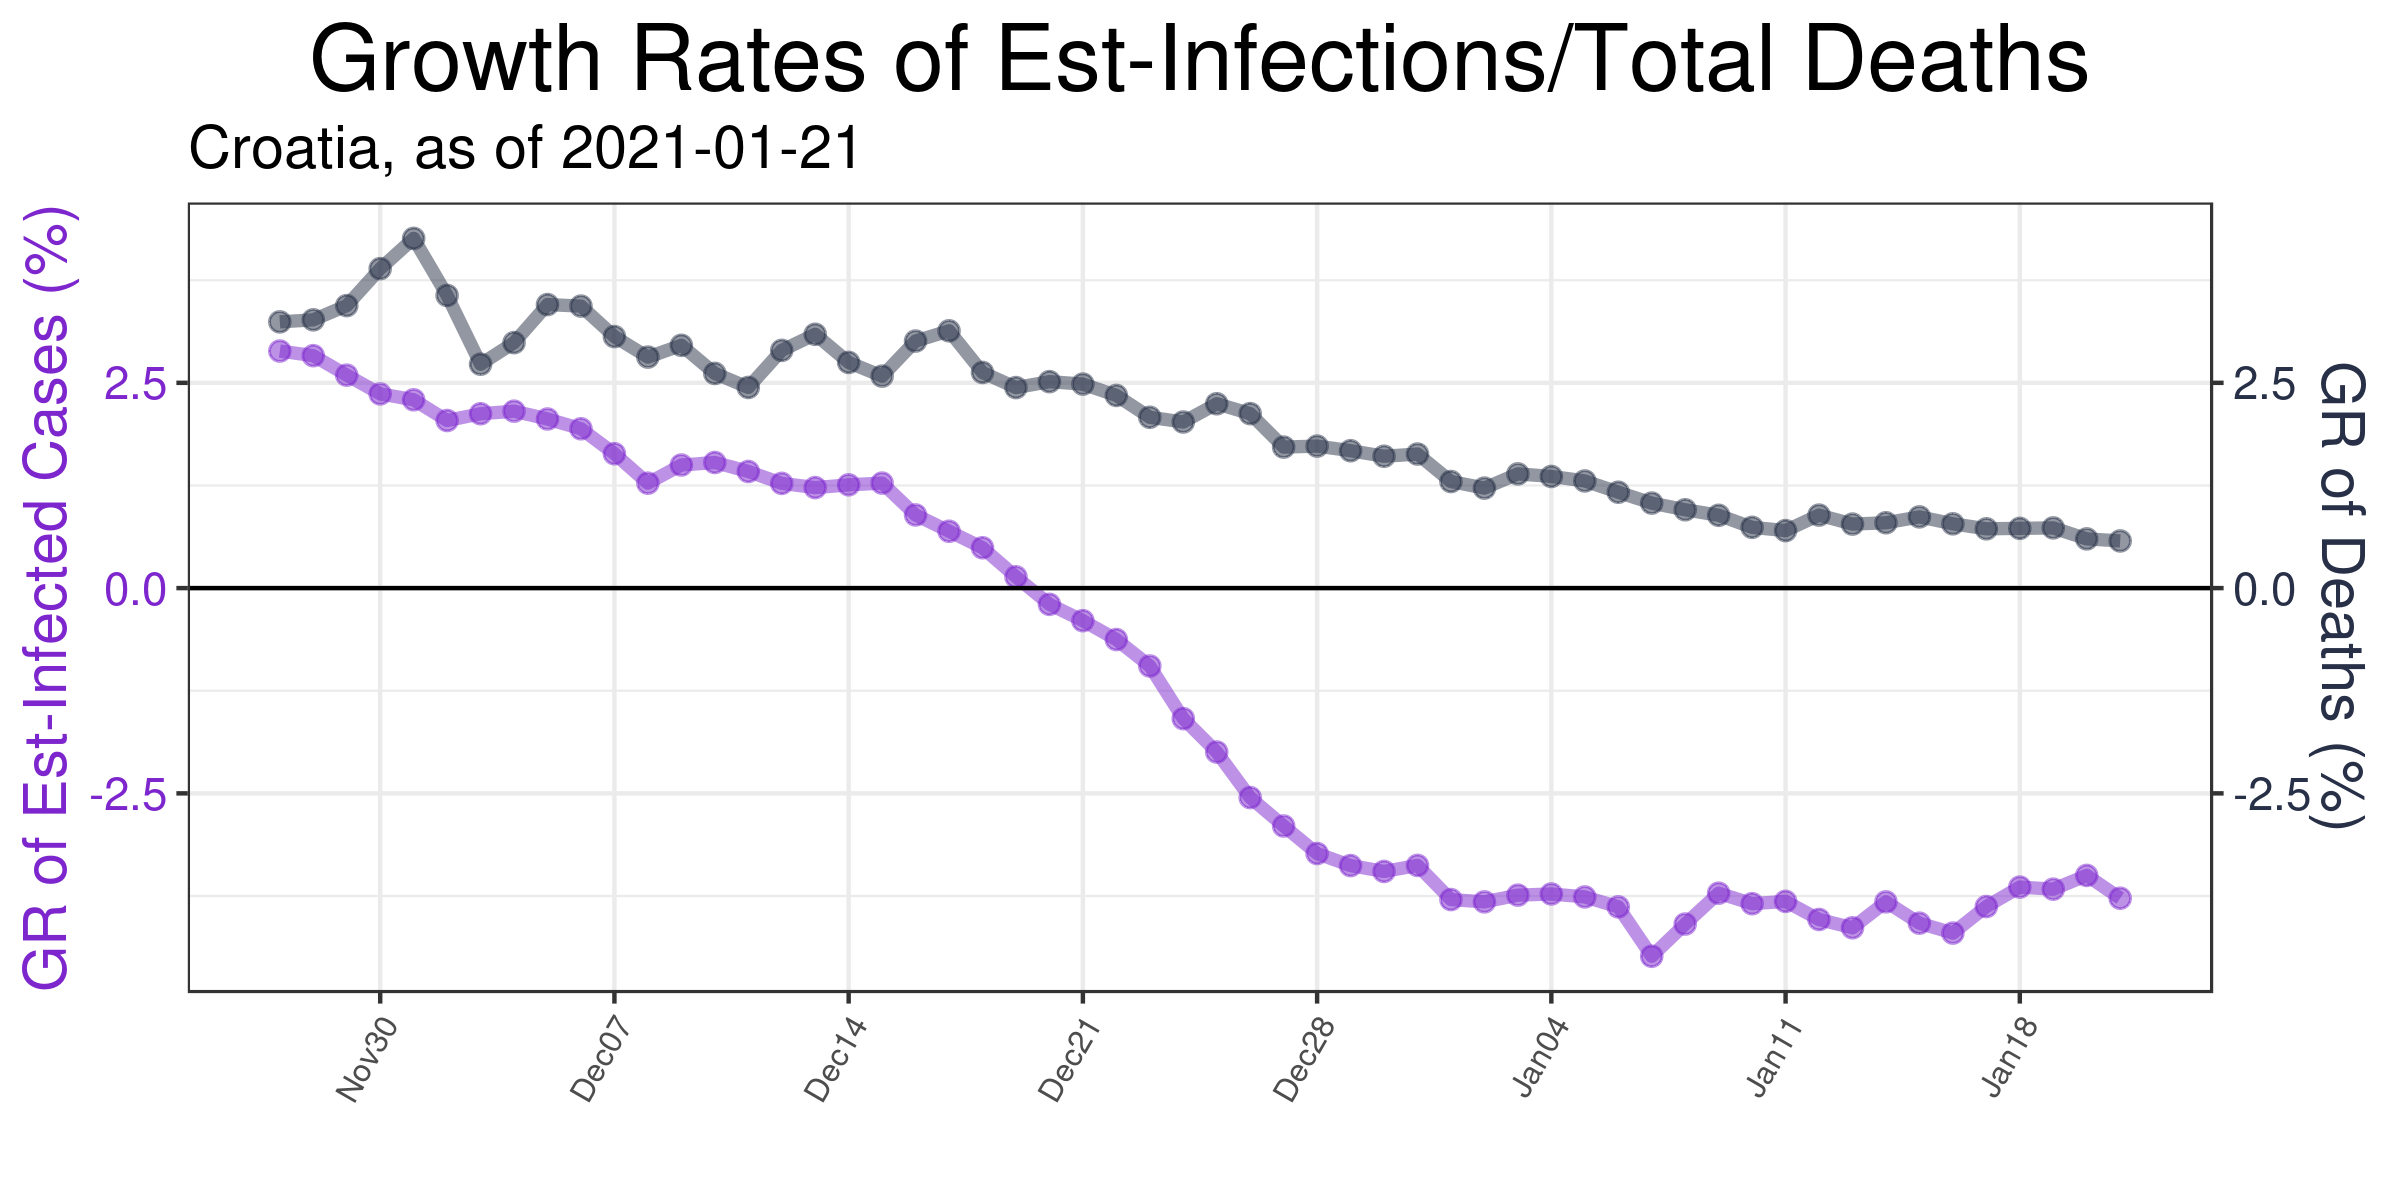 Growth Rates of Est-Infections/Total Deaths
Croatia, as of 2021-01-21
GR of Est-Infected Cases (%)
2.5
0.0
-2.5
2.5
0.0
-2.5
GR of Deaths (%)
Nov30
Dec07
Dec14
Dec21
Dec28
Jan04
Jan11
Jan18